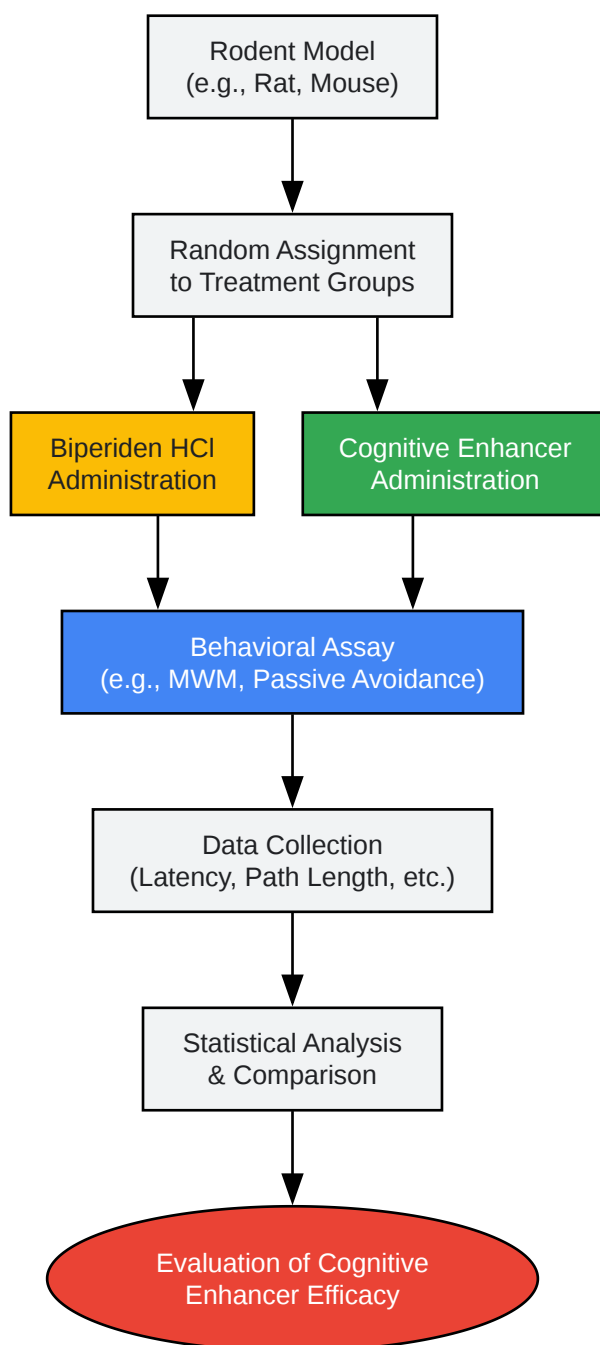 Rodent Model
(e.g., Rat, Mouse)
Random Assignment
to Treatment Groups
Biperiden HCl
Administration
Cognitive Enhancer
Administration
Behavioral Assay
(e.g., MWM, Passive Avoidance)
Data Collection
(Latency, Path Length, etc.)
Statistical Analysis
& Comparison
Evaluation of Cognitive
Enhancer Efficacy